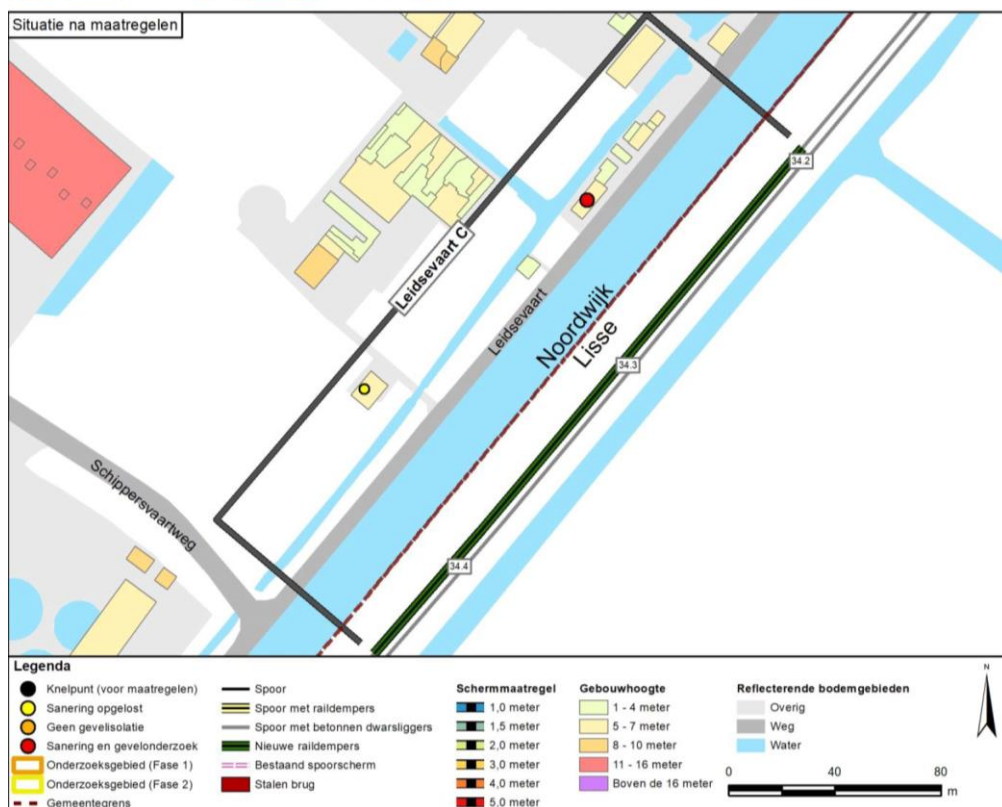 Situatie na maatregelen
34.2
Leidsevaart C
Leidsevaart
Noordwijk
Lisse
34.3
Schippersvaartweg
34.4
Legenda
Knelpunt (voor maatregelen)
Sanering opgelost
Geen gevelisolatie
Sanering en gevelonderzoek
Onderzoeksgebied (Fase 1)
Onderzoeksgebied (Fase 2)
Gemeentegrens
Spoor
Spoor met raildempers
Spoor met betonnen dwarsliggers
Nieuwe raildempers
Bestaand spoorscherm
Stalen brug
Schermmaatregel
1,0 meter
1,5 meter
2,0 meter
3,0 meter
4,0 meter
5,0 meter
Gebouwhoogte
1 - 4 meter
5 - 7 meter
8 - 10 meter
11 - 16 meter
Boven de 16 meter
Reflecterende bodemgebieden
Overig
Weg
Water
N
0 40 80
m